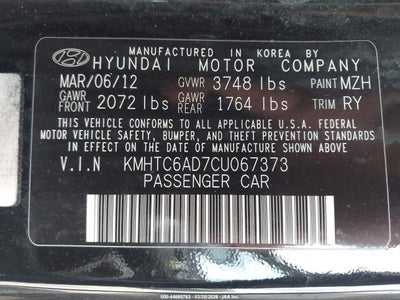 MANUFACTURED IN KOREA BY
HYUNDAI MOTOR COMPANY
MAR/06/12 GVWR 3748 lbs PAINT MZH
GAWR FRONT 2072 lbs GAWR REAR 1764 lbs TRIM RY
THIS VEHICLE CONFORMS TO ALL APPLICABLE U.S.A. FEDERAL
MOTOR VEHICLE SAFETY, BUMPER, AND THEFT PREVENTION STANDARDS
IN EFFECT ON THE DATE OF MANUFACTURE SHOWN ABOVE.
V.I.N KMHTC6AD7CU067373
PASSENGER CAR